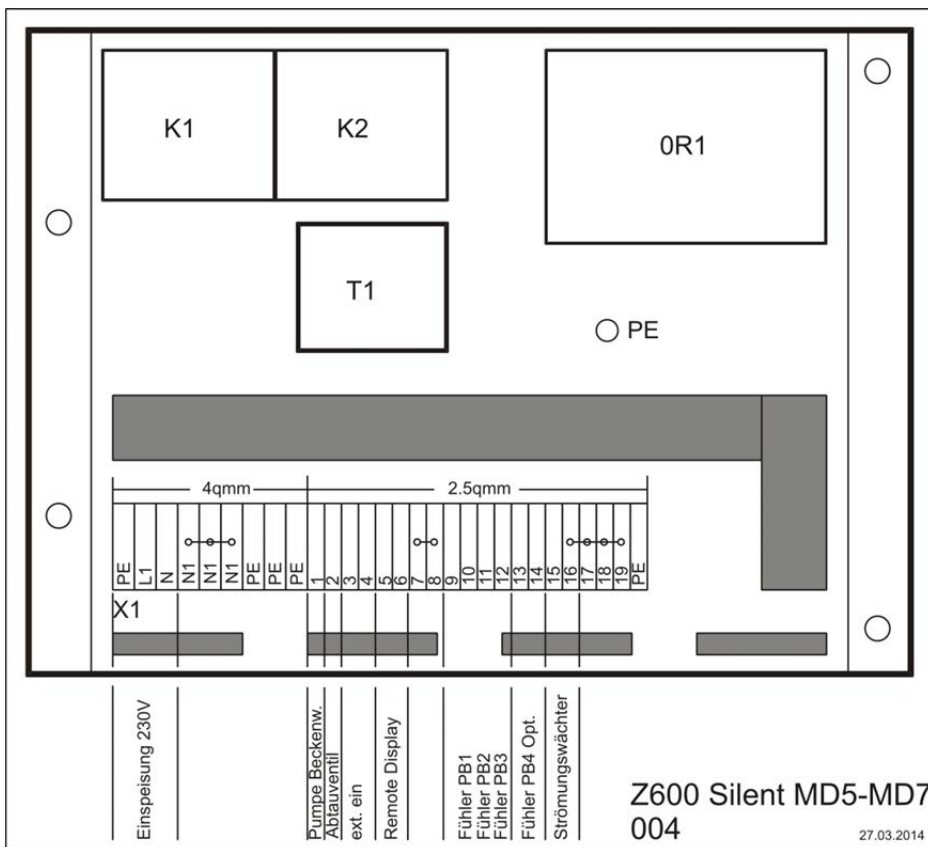 K1
K2
0R1
T1
PE
4qmm
2.5qmm
PE
L1
N
N1
N1
N1
PE
PE
PE
1
2
3
4
5
6
7
8
9
10
11
12
13
14
15
16
17
18
19
PE
X1
Einspeisung 230V
Pumpe Beckenw.
Abtauventil
ext. ein
Remote Display
Fühler PB1
Fühler PB2
Fühler PB3
Fühler PB4 Opt.
Strömungswächter
Z600 Silent MD5-MD7
004
27.03.2014